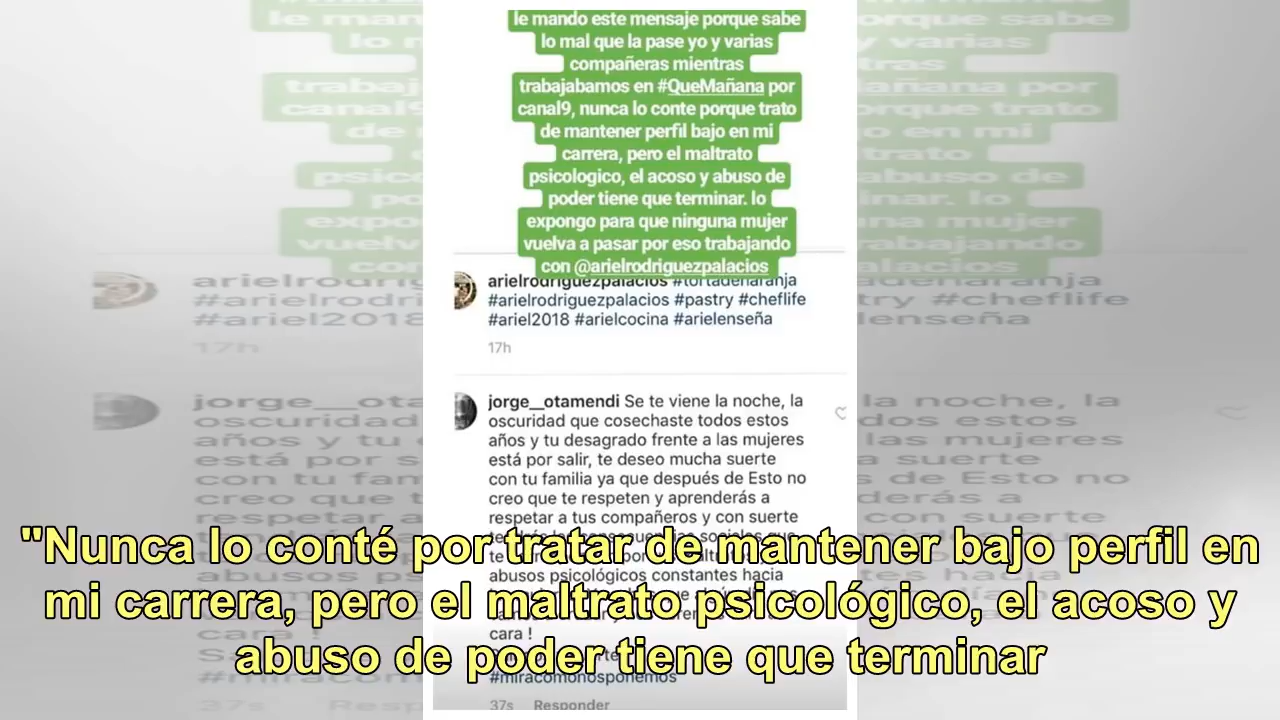 le mando este mensaje porque sabe
lo mal que la pase yo y varias
compañeras mientras
trabajabamos en #QueMañana por
canal9, nunca lo conte porque trato
de mantener perfil bajo en mi
carrera, pero el maltrato
psicologico, el acoso y abuso de
poder tiene que terminar. lo
expongo para que ninguna mujer
vuelva a pasar por eso trabajando
con @arielrodriguezpalacios
arielrodriguezpalacios #tortadenaranja
#arielrodriguezpalacios #pastry #cheflife
#ariel2018 #arielcocina #arielenseña
17h
jorge__otamendi Se te viene la noche, la
oscuridad que cosechaste todos estos
años y tu desagrado frente a las mujeres
está por salir, te deseo mucha suerte
con tu familia ya que después de Esto no
creo que te respeten y aprenderás a
respetar a tus compañeros y con suerte
abusos psicológicos constantes hacia
cara !
#miracomonosponemos
37s Responder
"Nunca lo conté por tratar de mantener bajo perfil en
mi carrera, pero el maltrato psicológico, el acoso y
abuso de poder tiene que terminar